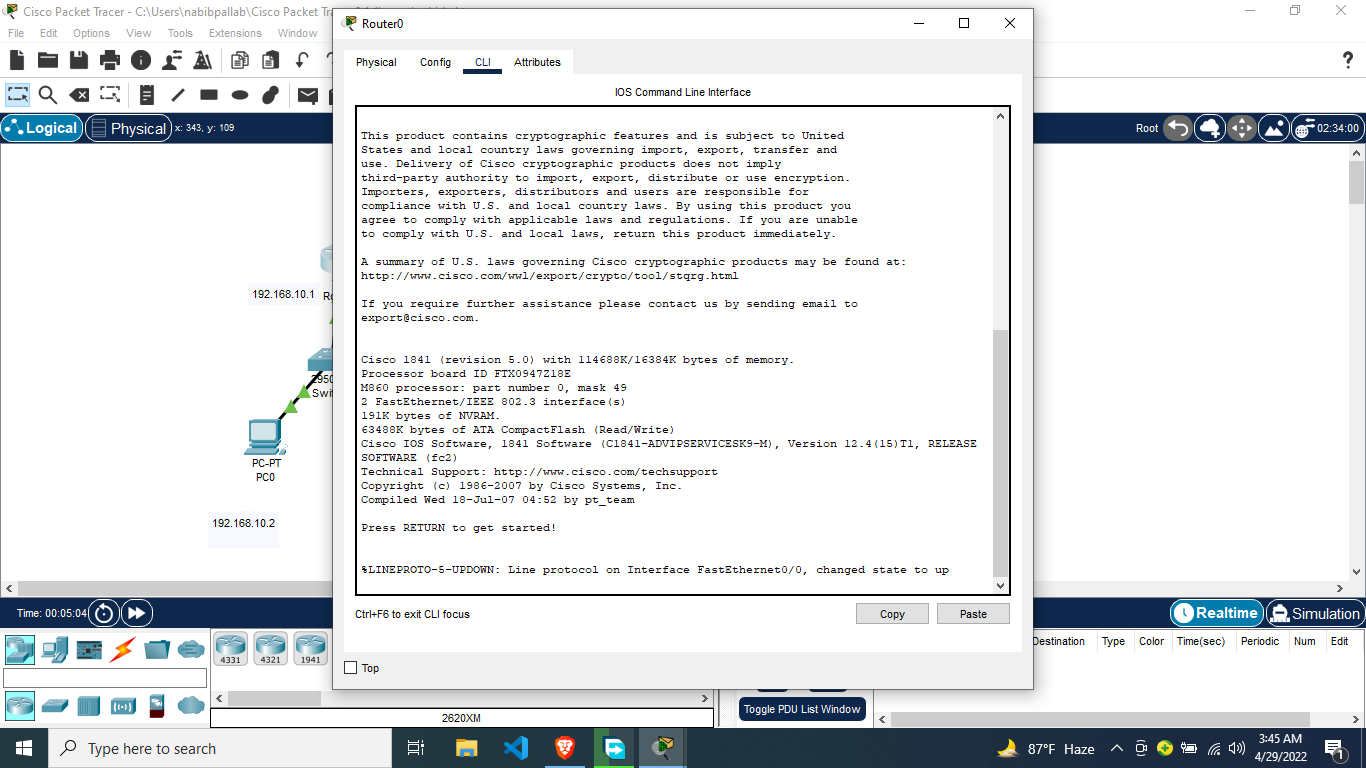 Cisco Packet Tracer - C:\Users\nabibpallab\Cisco Packet Tra
File Edit Options View Tools Extensions Window
Router0
Physical Config CLI Attributes
IOS Command Line Interface
Logical Physical x: 343, y: 109
Root 02:34:00
This product contains cryptographic features and is subject to United
States and local country laws governing import, export, transfer and
use. Delivery of Cisco cryptographic products does not imply
third-party authority to import, export, distribute or use encryption.
Importers, exporters, distributors and users are responsible for
compliance with U.S. and local country laws. By using this product you
agree to comply with applicable laws and regulations. If you are unable
to comply with U.S. and local laws, return this product immediately.
A summary of U.S. laws governing Cisco cryptographic products may be found at:
http://www.cisco.com/wwl/export/crypto/tool/stqrg.html
If you require further assistance please contact us by sending email to
export@cisco.com.
Cisco 1841 (revision 5.0) with 114688K/16384K bytes of memory.
Processor board ID FTX0947Z18E
M860 processor: part number 0, mask 49
2 FastEthernet/IEEE 802.3 interface(s)
191K bytes of NVRAM.
63488K bytes of ATA CompactFlash (Read/Write)
Cisco IOS Software, 1841 Software (C1841-ADVIPSERVICESK9-M), Version 12.4(15)T1, RELEASE
SOFTWARE (fc2)
Technical Support: http://www.cisco.com/techsupport
Copyright (c) 1986-2007 by Cisco Systems, Inc.
Compiled Wed 18-Jul-07 04:52 by pt_team
Press RETURN to get started!
%LINEPROTO-5-UPDOWN: Line protocol on Interface FastEthernet0/0, changed state to up
Ctrl+F6 to exit CLI focus
Copy Paste
Top
192.168.10.1
2950
Swi
PC-PT
PC0
192.168.10.2
Time: 00:05:04
Realtime Simulation
4331 4321 1941
2620XM
Destination Type Color Time(sec) Periodic Num Edit
Toggle PDU List Window
Type here to search
87°F Haze
3:45 AM
4/29/2022
1